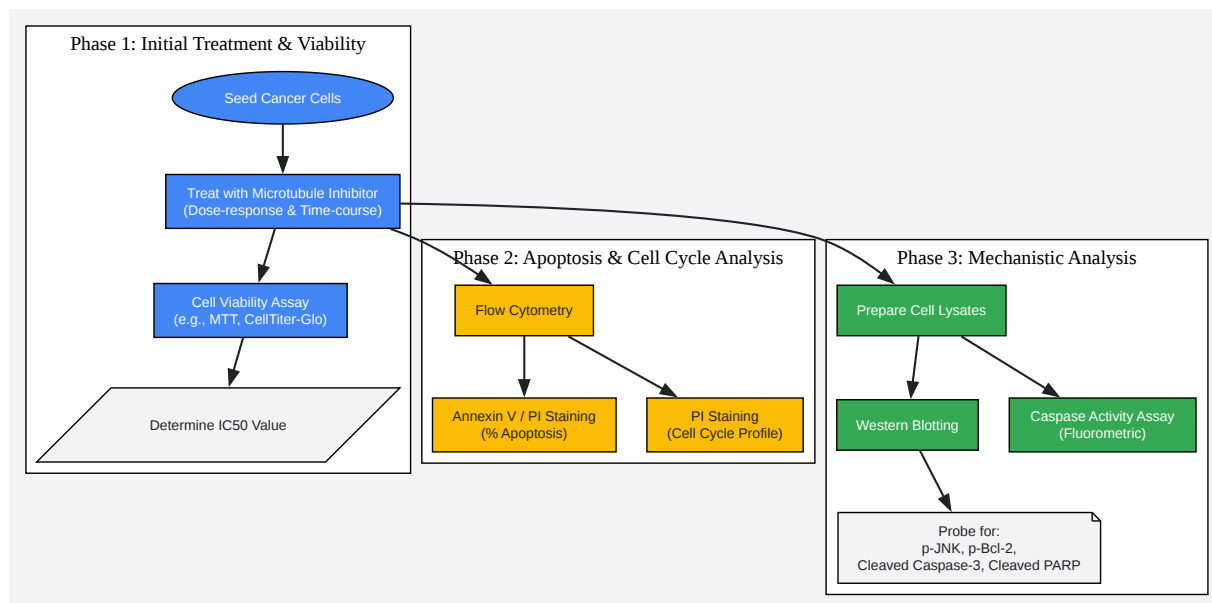 Phase 1: Initial Treatment & Viability
Seed Cancer Cells
Treat with Microtubule Inhibitor
(Dose-response & Time-course)
Cell Viability Assay
(e.g., MTT, CellTiter-Glo)
Determine IC50 Value
Phase 2: Apoptosis & Cell Cycle Analysis
Flow Cytometry
Annexin V / PI Staining
(% Apoptosis)
PI Staining
(Cell Cycle Profile)
Phase 3: Mechanistic Analysis
Prepare Cell Lysates
Western Blotting
Caspase Activity Assay
(Fluorometric)
Probe for:
p-JNK, p-Bcl-2,
Cleaved Caspase-3, Cleaved PARP